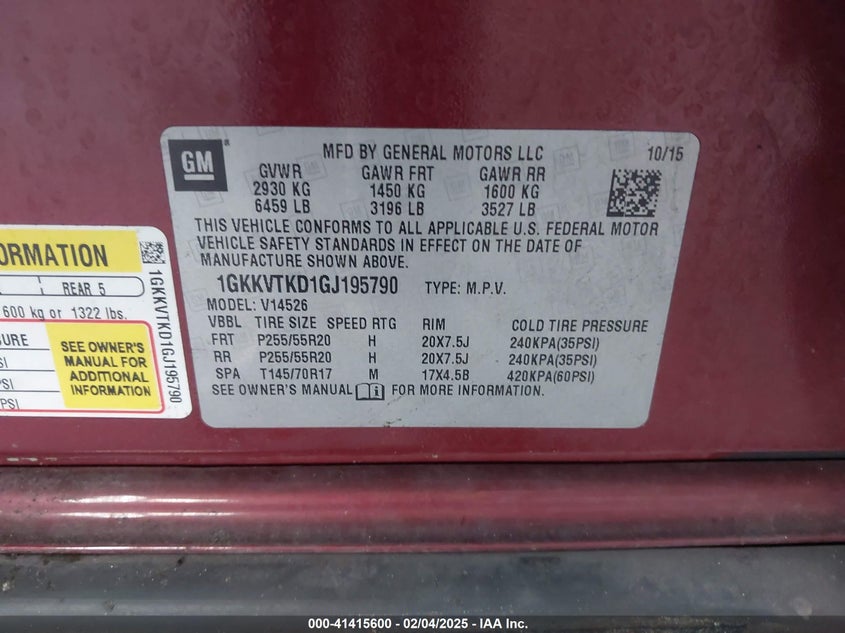 GM
MFD BY GENERAL MOTORS LLC 10/15
GVWR GAWR FRT GAWR RR
2930 KG 1450 KG 1600 KG
6459 LB 3196 LB 3527 LB
THIS VEHICLE CONFORMS TO ALL APPLICABLE U.S. FEDERAL MOTOR
VEHICLE SAFETY STANDARDS IN EFFECT ON THE DATE OF
MANUFACTURE SHOWN ABOVE.
1GKKVTKD1GJ195790 TYPE: M.P.V.
MODEL: V14526
VBBL TIRE SIZE SPEED RTG RIM COLD TIRE PRESSURE
FRT P255/55R20 H 20X7.5J 240KPA(35PSI)
RR P255/55R20 H 20X7.5J 240KPA(35PSI)
SPA T145/70R17 M 17X4.5B 420KPA(60PSI)
SEE OWNER'S MANUAL i FOR MORE INFORMATION.
ORMATION
REAR 5
600 kg or 1322 lbs.
SURE
SI
PSI
PSI
SEE OWNER'S
MANUAL FOR
ADDITIONAL
INFORMATION
1GKKVTKD1GJ195790
000-41415600 - 02/04/2025 - IAA Inc.